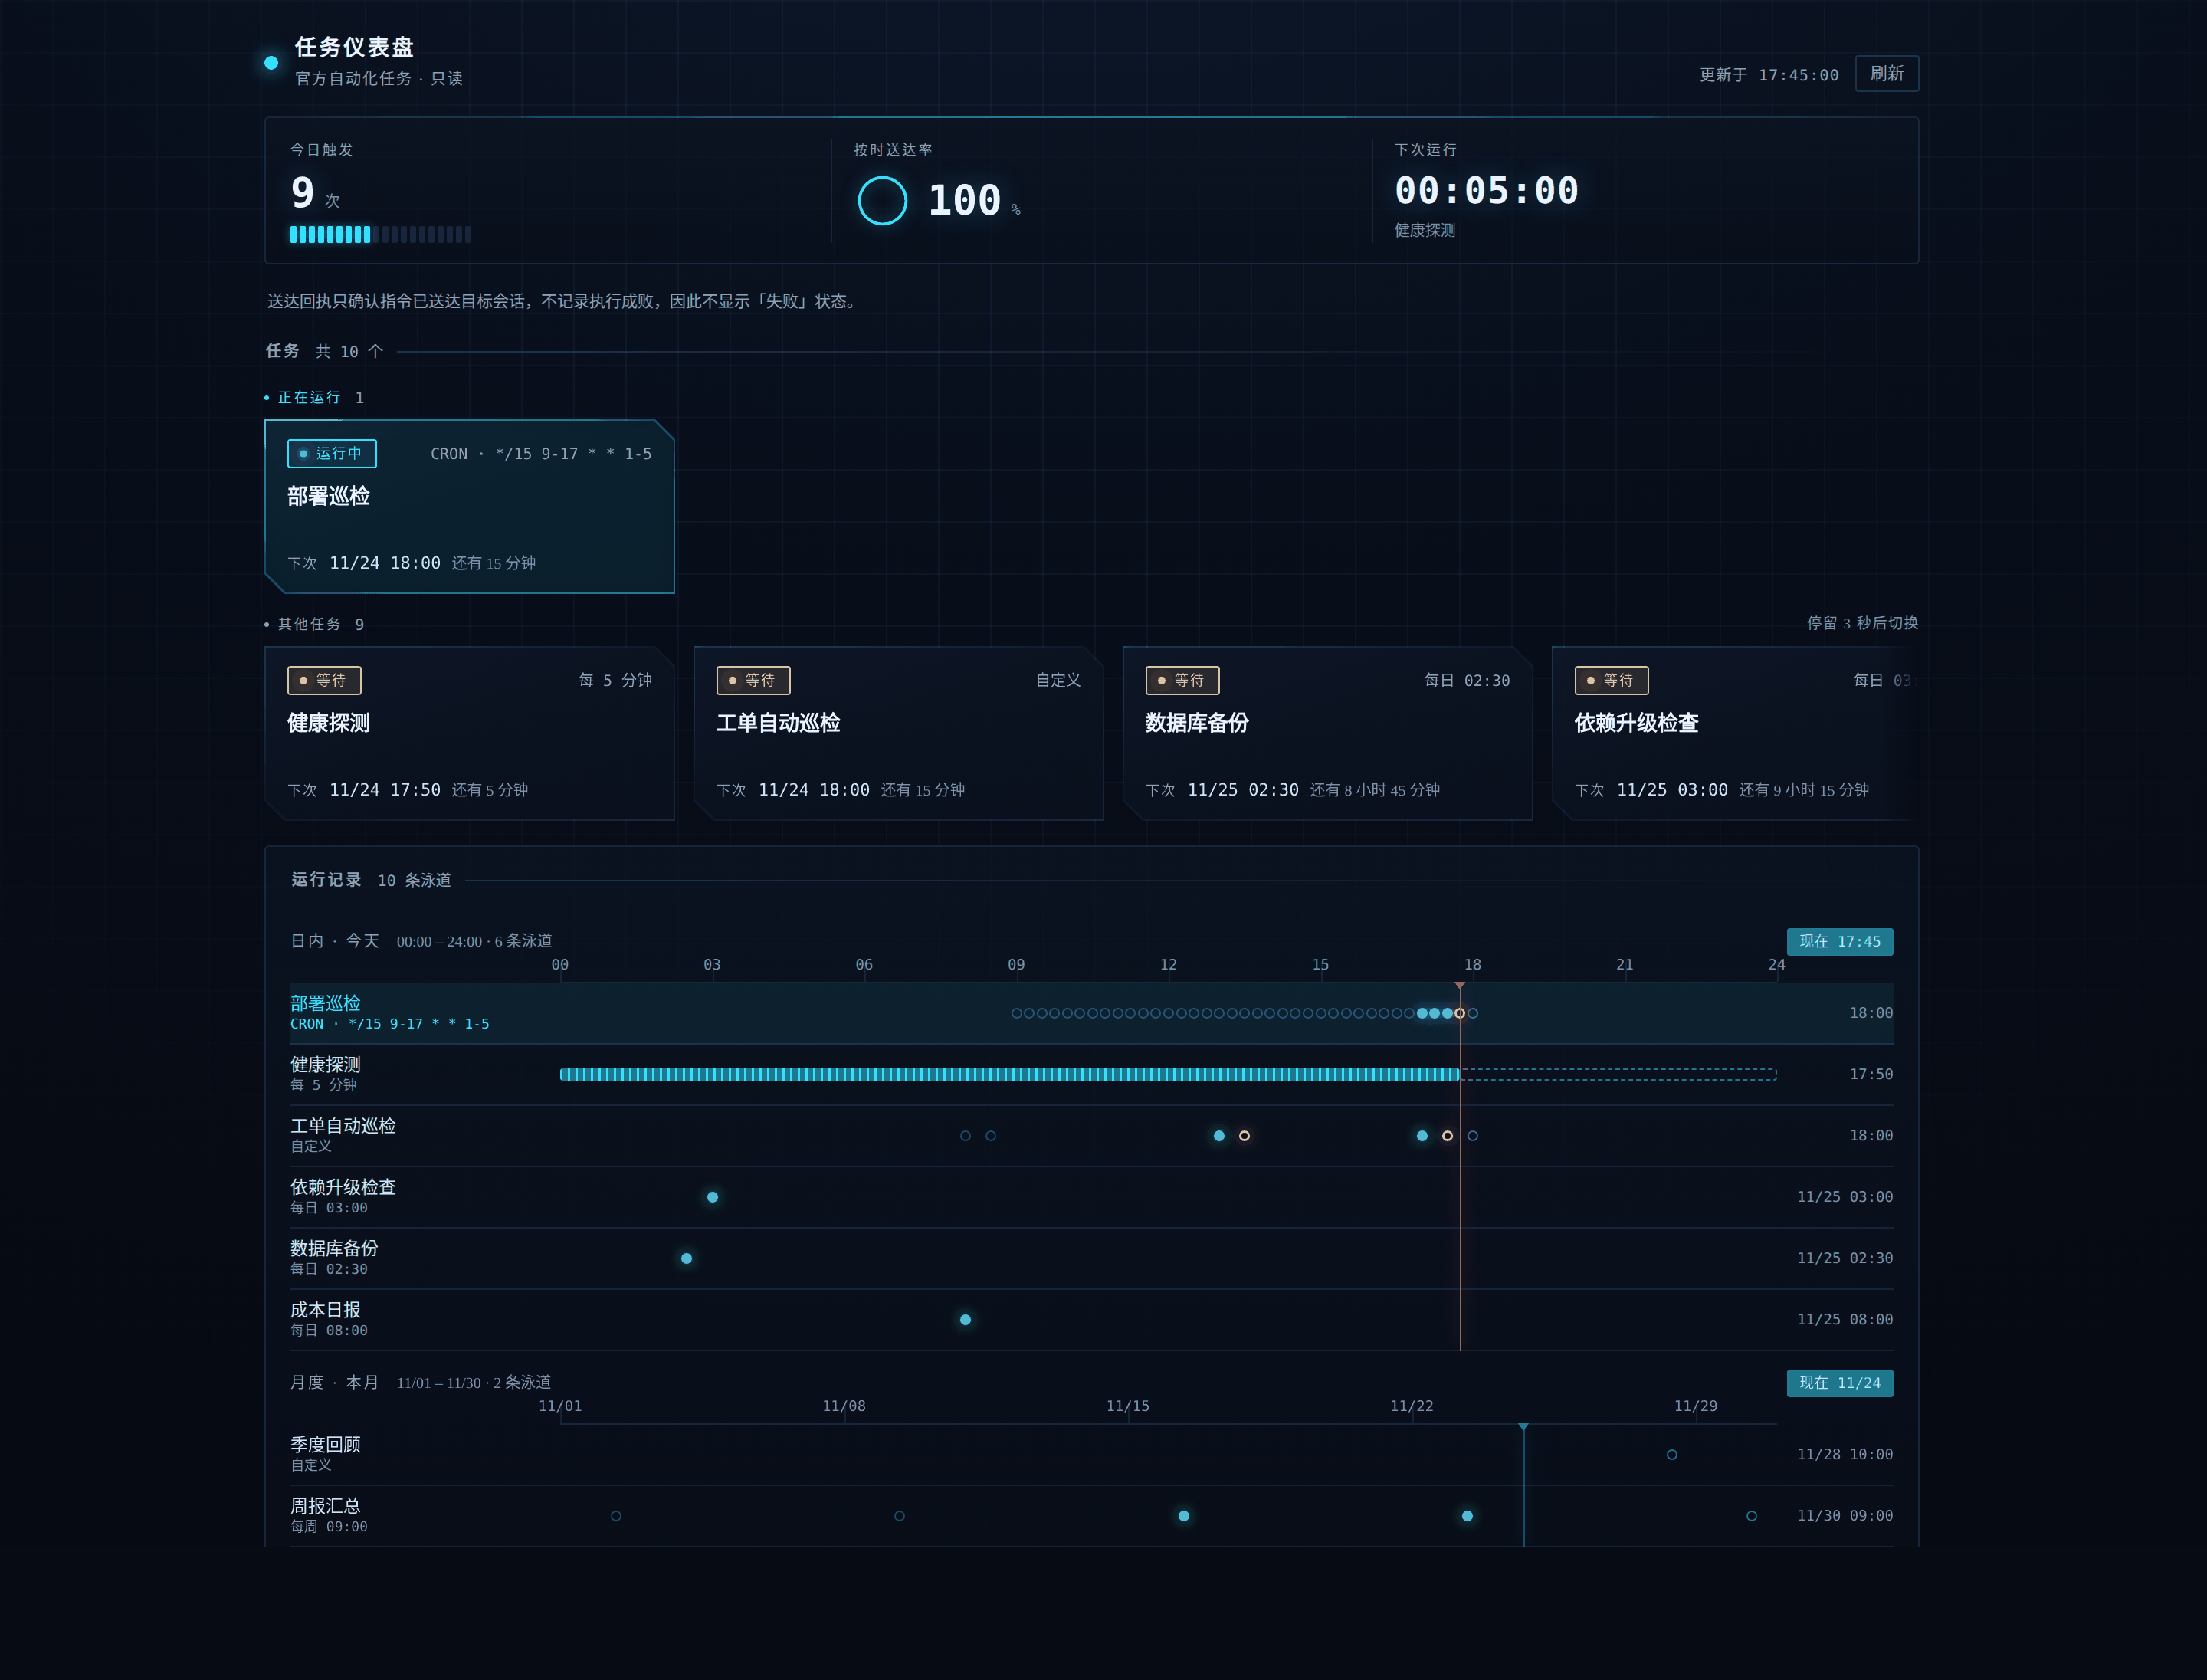 任务仪表盘
官方自动化任务 · 只读
更新于 17:45:00 刷新
今日触发
9 次
按时送达率
100 %
下次运行
00:05:00
健康探测
送达回执只确认指令已送达目标会话，不记录执行成败，因此不显示「失败」状态。
任务 共 10 个
正在运行 1
运行中 CRON · */15 9-17 * * 1-5
部署巡检
下次 11/24 18:00 还有 15 分钟
其他任务 9 停留 3 秒后切换
等待 每 5 分钟
健康探测
下次 11/24 17:50 还有 5 分钟
等待 自定义
工单自动巡检
下次 11/24 18:00 还有 15 分钟
等待 每日 02:30
数据库备份
下次 11/25 02:30 还有 8 小时 45 分钟
等待 每日 03:
依赖升级检查
下次 11/25 03:00 还有 9 小时 15 分钟
运行记录 10 条泳道
日内 · 今天 00:00 – 24:00 · 6 条泳道 现在 17:45
00 03 06 09 12 15 18 21 24
部署巡检
CRON · */15 9-17 * * 1-5
18:00
健康探测
每 5 分钟
17:50
工单自动巡检
自定义
18:00
依赖升级检查
每日 03:00
11/25 03:00
数据库备份
每日 02:30
11/25 02:30
成本日报
每日 08:00
11/25 08:00
月度 · 本月 11/01 – 11/30 · 2 条泳道 现在 11/24
11/01 11/08 11/15 11/22 11/29
季度回顾
自定义
11/28 10:00
周报汇总
每周 09:00
11/30 09:00